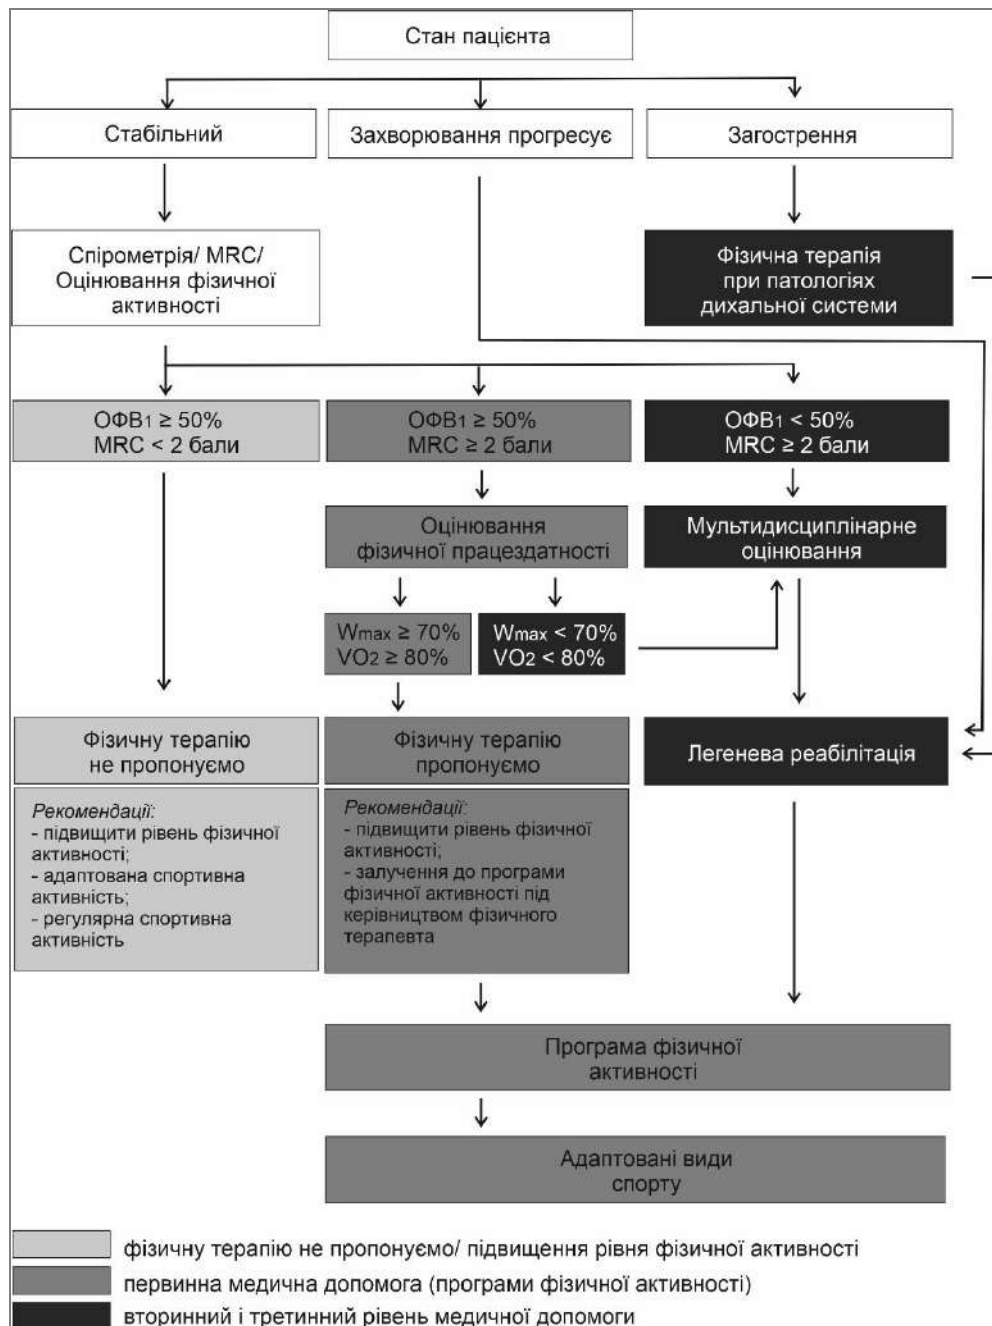 Стан пацієнта
Стабільний
Захворювання прогресує
Загострення
Спірометрія/ MRC/
Оцінювання фізичної
активності
Фізична терапія
при патологіях
дихальної системи
ОФВ1 ≥ 50%
MRC < 2 бали
ОФВ1 ≥ 50%
MRC ≥ 2 бали
ОФВ1 < 50%
MRC ≥ 2 бали
Оцінювання
фізичної працездатності
Мультидисциплінарне
оцінювання
Wmax ≥ 70%
VO2 ≥ 80%
Wmax < 70%
VO2 < 80%
Фізичну терапію
не пропонуємо
Фізичну терапію
пропонуємо
Легенева реабілітація
Рекомендації:
- підвищити рівень фізичної
активності;
- адаптована спортивна
активність;
- регулярна спортивна
активність
Рекомендації:
- підвищити рівень фізичної
активності;
- залучення до програми
фізичної активності під
керівництвом фізичного
терапевта
Програма фізичної
активності
Адаптовані види
спорту
фізичну терапію не пропонуємо/ підвищення рівня фізичної активності
первинна медична допомога (програми фізичної активності)
вторинний і третинний рівень медичної допомоги